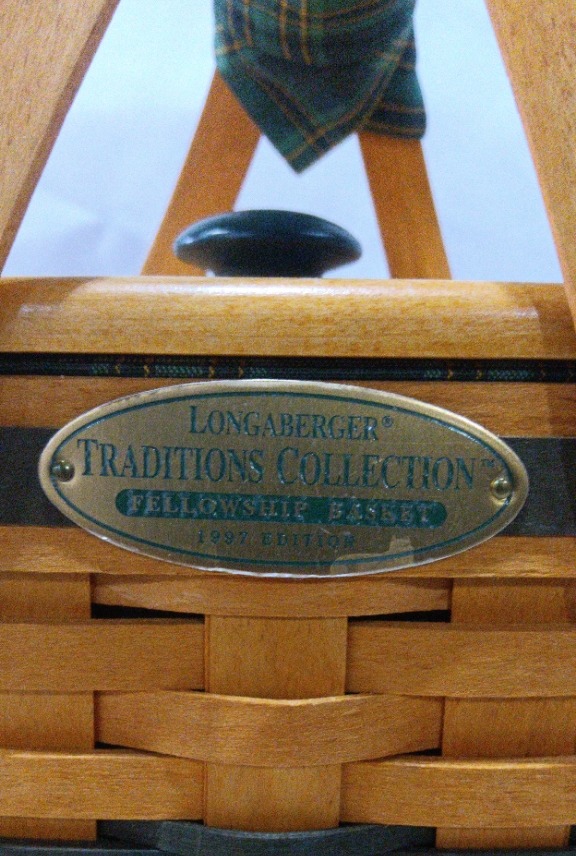 LONGABERGER®
TRADITIONS COLLECTION™
FELLOWSHIP BASKET
1997 EDITION